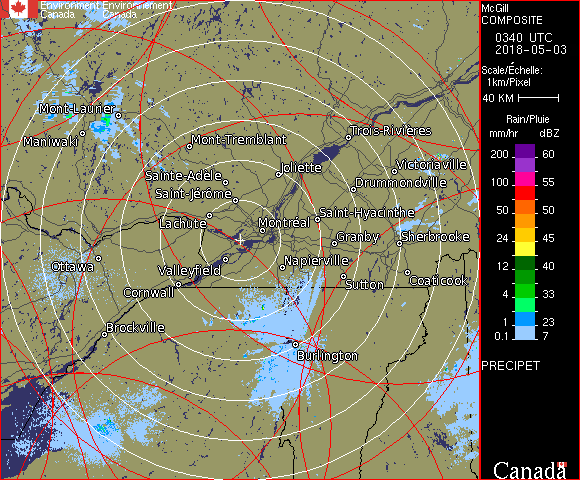 Environment Environnement
Canada Canada
McGill
COMPOSITE
0340 UTC
2018-05-03
Scale/Échelle:
1km/Pixel
40 KM
Rain/Pluie
mm/hr dBZ
200 60
100 55
50 50
24 45
12 40
4 33
1 23
0.1 7
PRECIPET
Canada
Mont-Laurier
Maniwaki
Mont-Tremblant
Trois-Rivières
Sainte-Adèle
Joliette
Victoriaville
Saint-Jérôme
Drummondville
Lachute
Montréal
Saint-Hyacinthe
Granby
Sherbrooke
Ottawa
Valleyfield
Napierville
Cornwall
Sutton
Coaticook
Brockville
Burlington